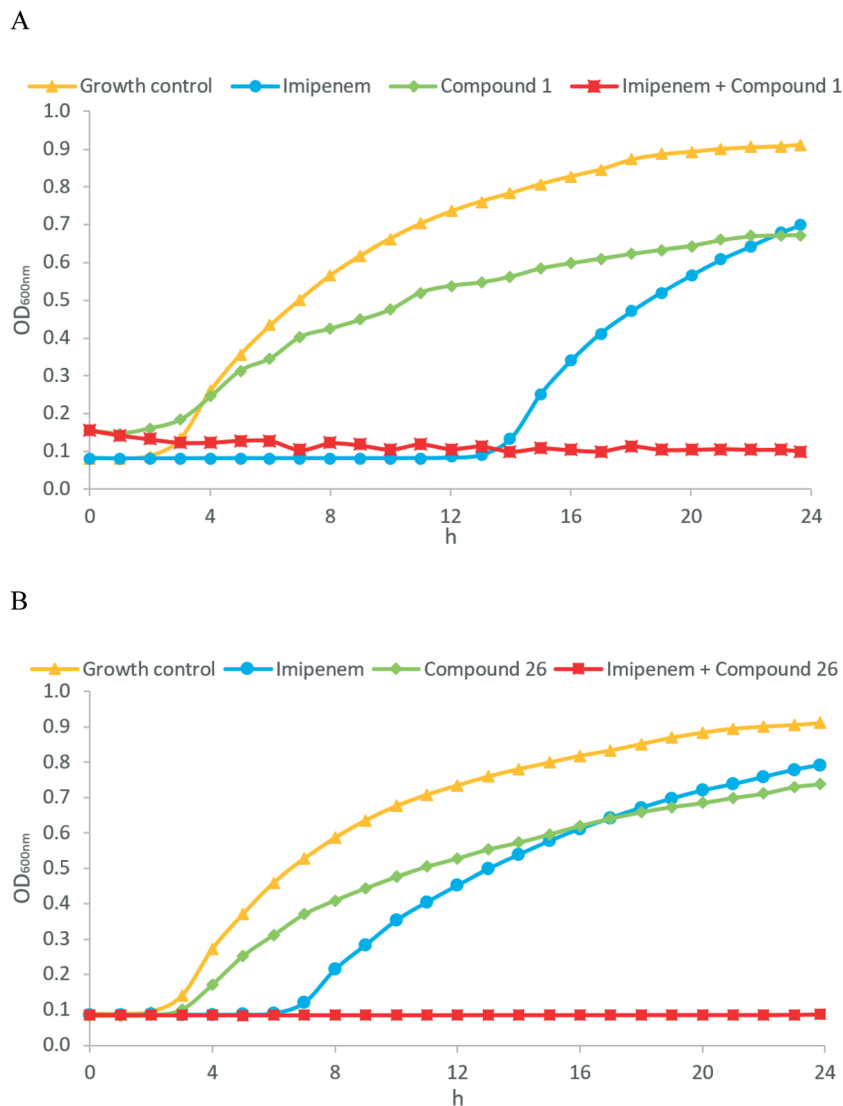 A
Growth control Imipenem Compound 1 Imipenem + Compound 1
1.0
0.9
0.8
0.7
0.6
0.5
0.4
0.3
0.2
0.1
0.0
OD600nm
0 4 8 12 16 20 24
h
B
Growth control Imipenem Compound 26 Imipenem + Compound 26
1.0
0.9
0.8
0.7
0.6
0.5
0.4
0.3
0.2
0.1
0.0
OD600nm
0 4 8 12 16 20 24
h